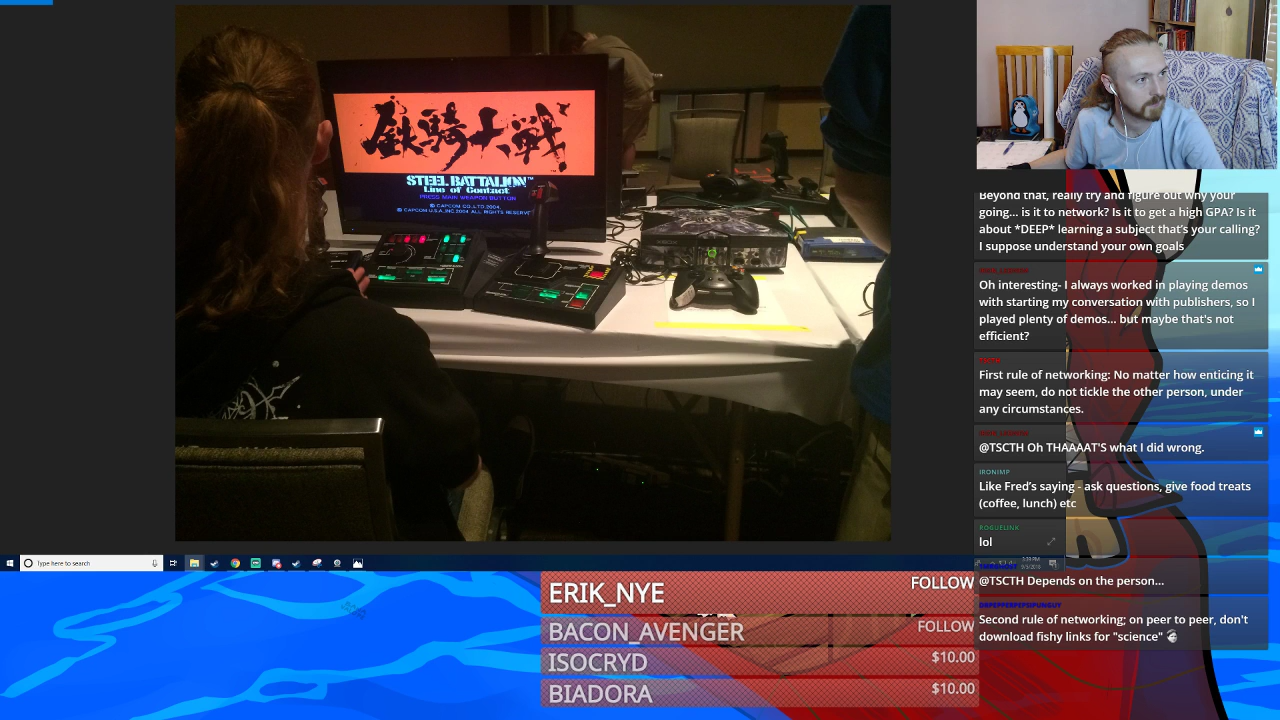 鉄騎大戦
STEEL BATTALION
Line of Contact
PRESS MAIN WEAPON BUTTON
© CAPCOM CO.,LTD.2004,
© CAPCOM U.S.A.,INC.2004 ALL RIGHTS RESERVE
Type here to search
ERIK_NYE FOLLOW
BACON_AVENGER FOLLOW
ISOCRYD $10.00
BIADORA $10.00
Beyond that, really try and figure out why your
going... is it to network? Is it to get a high GPA? Is it
about *DEEP* learning a subject that's your calling?
I suppose understand your own goals
Oh interesting- I always worked in playing demos
with starting my conversation with publishers, so I
played plenty of demos... but maybe that's not
efficient?
TSCTH
First rule of networking: No matter how enticing it
may seem, do not tickle the other person, under
any circumstances.
@TSCTH Oh THAAAAT'S what I did wrong.
IRONIMP
Like Fred's saying - ask questions, give food treats
(coffee, lunch) etc
ROGUELINK
lol
@TSCTH Depends on the person...
Second rule of networking; on peer to peer, don't
download fishy links for "science"